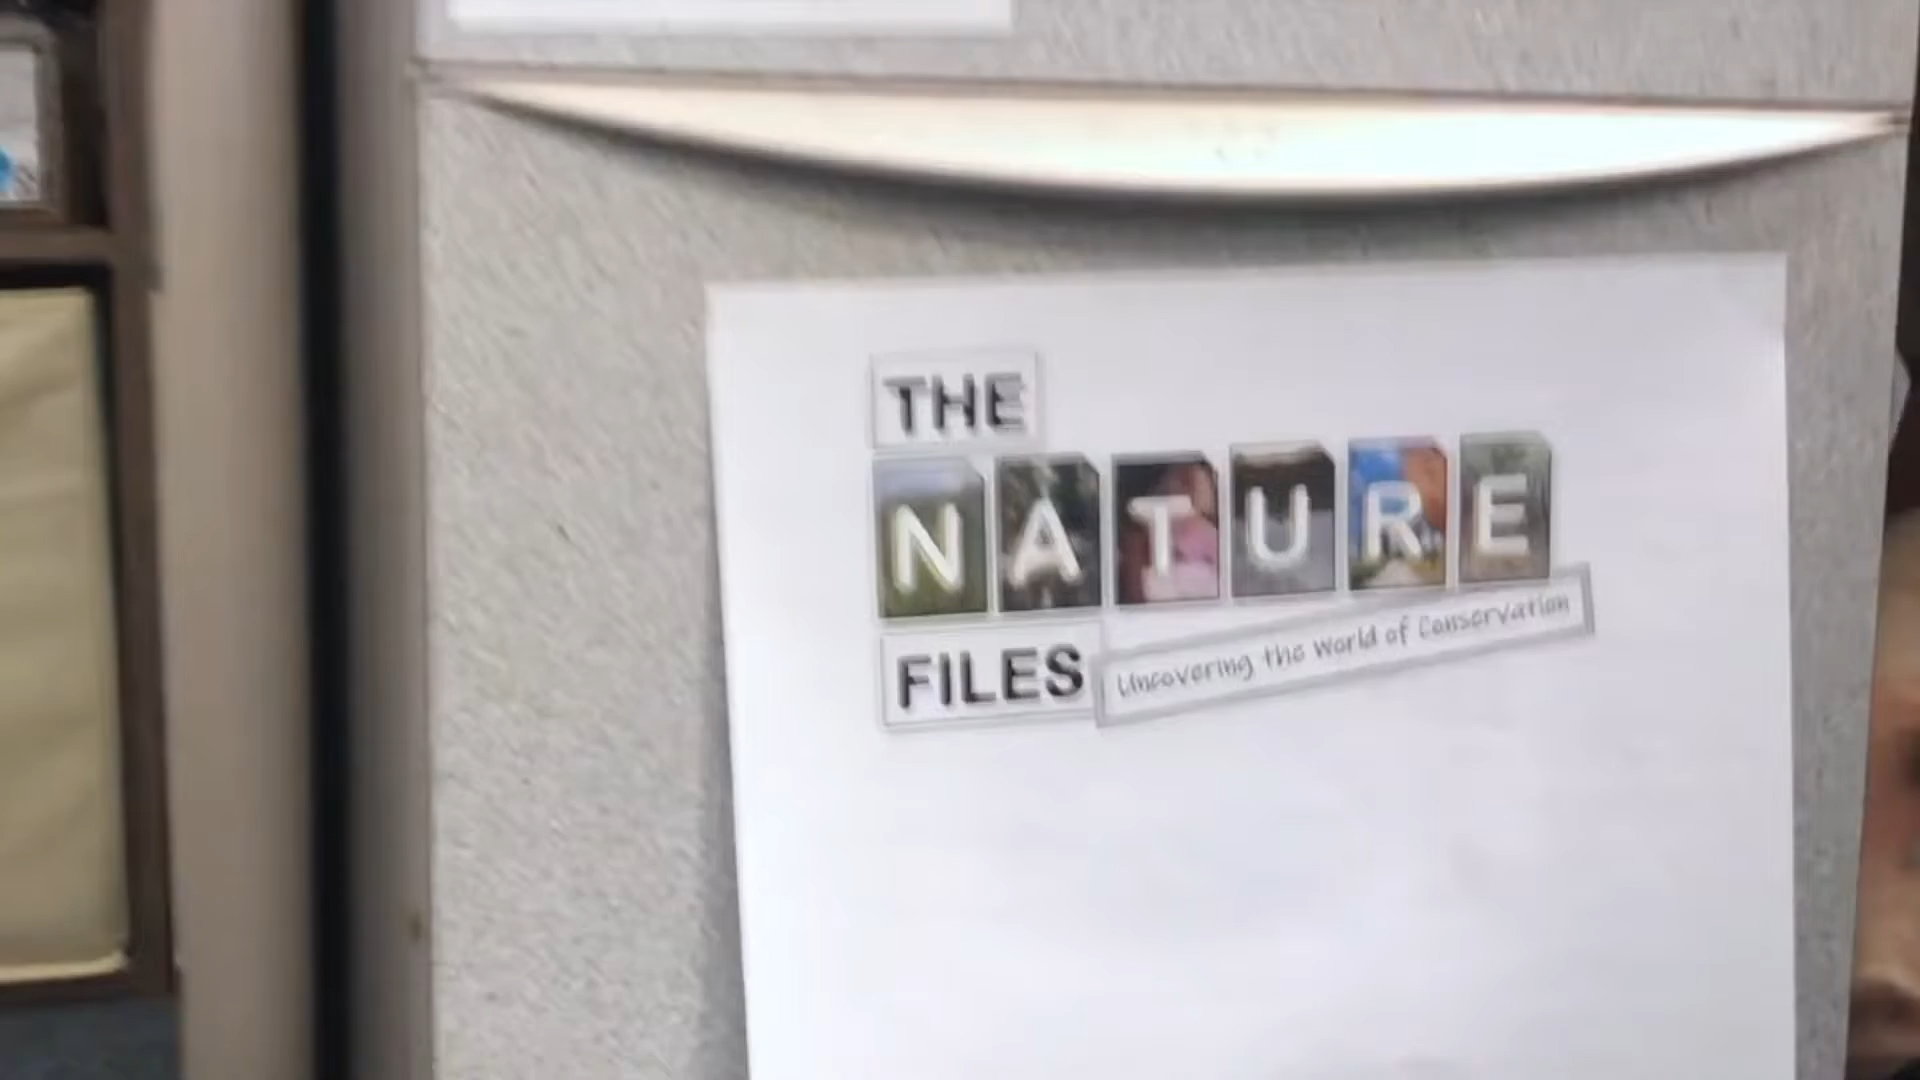 THE
NATURE
FILES
Uncovering the World of Conservation